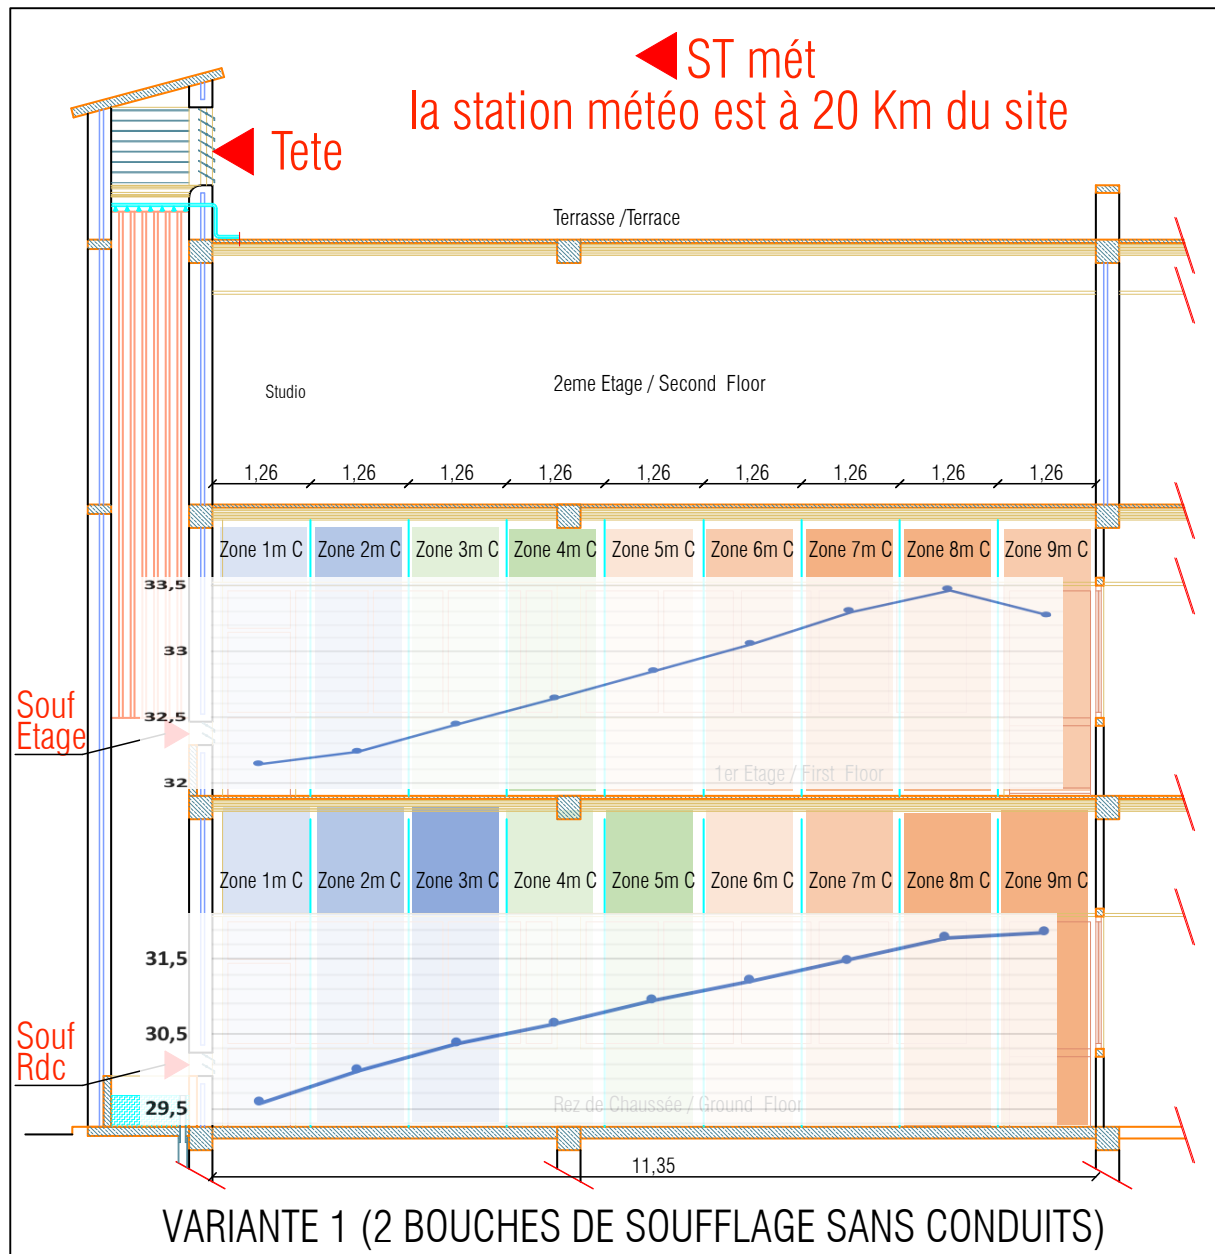 ST mét
la station météo est à 20 Km du site
Tete
Terrasse /Terrace
Studio
2eme Etage / Second Floor
1,26 1,26 1,26 1,26 1,26 1,26 1,26 1,26 1,26
Zone 1m C Zone 2m C Zone 3m C Zone 4m C Zone 5m C Zone 6m C Zone 7m C Zone 8m C Zone 9m C
33,5
33
32,5
32
Souf
Etage
1er Etage / First Floor
Zone 1m C Zone 2m C Zone 3m C Zone 4m C Zone 5m C Zone 6m C Zone 7m C Zone 8m C Zone 9m C
31,5
30,5
29,5
Souf
Rdc
Rez de Chaussée / Ground Floor
11,35
VARIANTE 1 (2 BOUCHES DE SOUFFLAGE SANS CONDUITS)